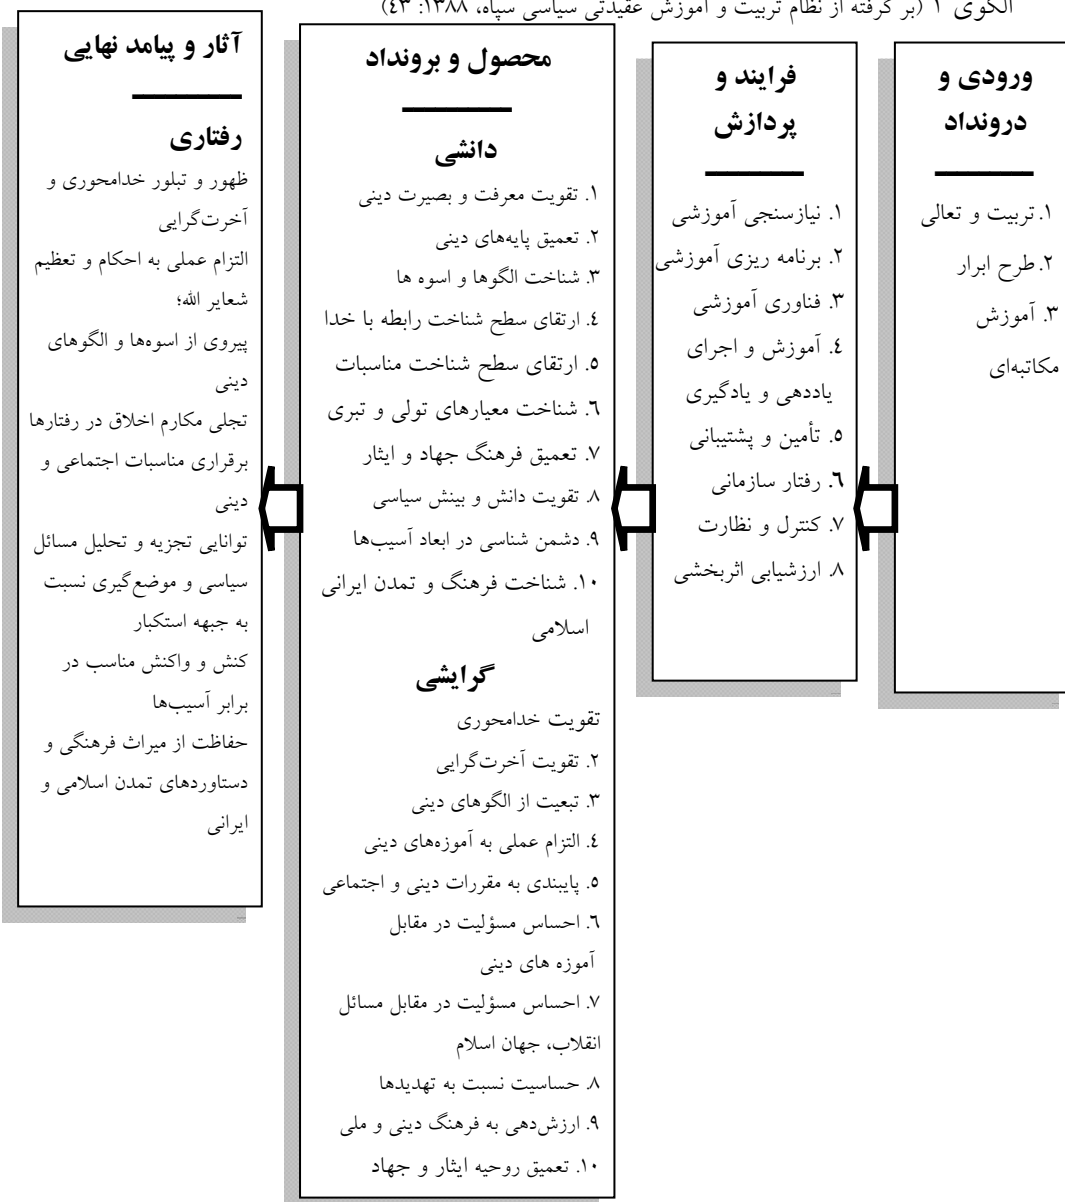 الگوی ۱ (بر گرفته از نظام تربیت و آموزش عقیدتی سیاسی سپاه، ۱۳۸۸: ٤۳)
ورودی و
درونداد
۱. تربیت و تعالی
۲. طرح ابرار
۳. آموزش
مکاتبه‌ای
فرایند و
پردازش
۱. نیازسنجی آموزشی
۲. برنامه ریزی آموزشی
۳. فناوری آموزشی
٤. آموزش و اجرای
یاددهی و یادگیری
٥. تأمین و پشتیبانی
٦. رفتار سازمانی
۷. کنترل و نظارت
۸. ارزشیابی اثربخشی
محصول و برونداد
دانشی
۱. تقویت معرفت و بصیرت دینی
۲. تعمیق پایه‌های دینی
۳. شناخت الگوها و اسوه ها
٤. ارتقای سطح شناخت رابطه با خدا
٥. ارتقای سطح شناخت مناسبات
٦. شناخت معیارهای تولی و تبری
۷. تعمیق فرهنگ جهاد و ایثار
۸. تقویت دانش و بینش سیاسی
۹. دشمن شناسی در ابعاد آسیب‌ها
۱۰. شناخت فرهنگ و تمدن ایرانی
اسلامی
گرایشی
تقویت خدامحوری
۲. تقویت آخرت‌گرایی
۳. تبعیت از الگوهای دینی
٤. التزام عملی به آموزه‌های دینی
٥. پایبندی به مقررات دینی و اجتماعی
٦. احساس مسؤلیت در مقابل
آموزه های دینی
۷. احساس مسؤلیت در مقابل مسائل
انقلاب، جهان اسلام
۸. حساسیت نسبت به تهدیدها
۹. ارزش‌دهی به فرهنگ دینی و ملی
۱۰. تعمیق روحیه ایثار و جهاد
آثار و پیامد نهایی
رفتاری
ظهور و تبلور خدامحوری و
آخرت‌گرایی
التزام عملی به احکام و تعظیم
شعایر الله؛
پیروی از اسوه‌ها و الگوهای
دینی
تجلی مکارم اخلاق در رفتارها
برقراری مناسبات اجتماعی و
دینی
توانایی تجزیه و تحلیل مسائل
سیاسی و موضع‌گیری نسبت
به جبهه استکبار
کنش و واکنش مناسب در
برابر آسیب‌ها
حفاظت از میراث فرهنگی و
دستاوردهای تمدن اسلامی و
ایرانی